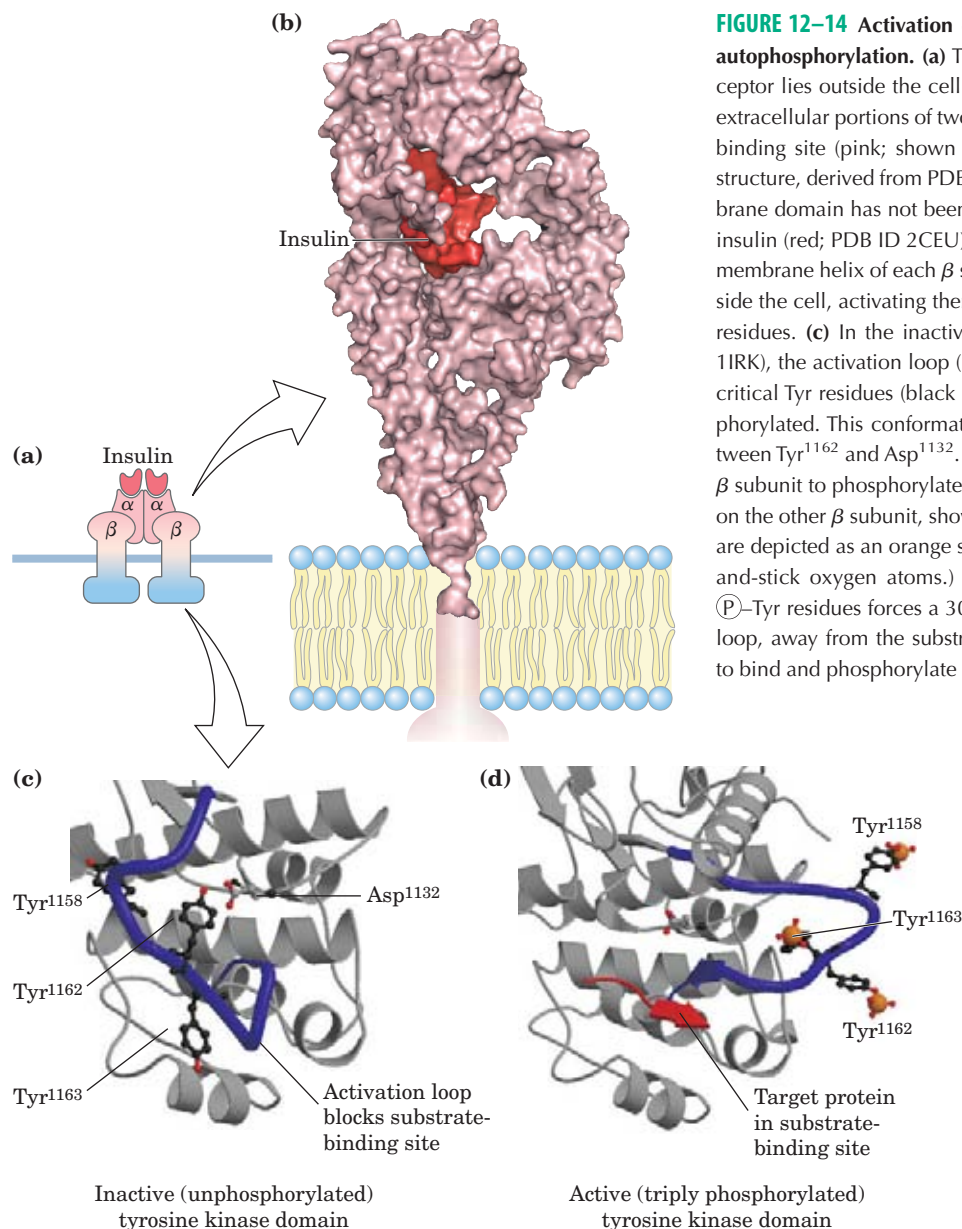 (b)
Insulin
FIGURE 12–14 Activation
autophosphorylation. (a) T
ceptor lies outside the cell
extracellular portions of two
binding site (pink; shown
structure, derived from PDB
brane domain has not been
insulin (red; PDB ID 2CEU)
membrane helix of each β s
side the cell, activating the
residues. (c) In the inactiv
1IRK), the activation loop (
critical Tyr residues (black
phorylated. This conformat
tween Tyr¹¹⁶² and Asp¹¹³².
β subunit to phosphorylate
on the other β subunit, show
are depicted as an orange s
and-stick oxygen atoms.)
Ⓟ–Tyr residues forces a 30
loop, away from the substr
to bind and phosphorylate
(a)
Insulin
α α
β β
(c)
Tyr¹¹⁵⁸
Asp¹¹³²
Tyr¹¹⁶²
Tyr¹¹⁶³
Activation loop
blocks substrate-
binding site
Inactive (unphosphorylated)
tyrosine kinase domain
(d)
Tyr¹¹⁵⁸
Tyr¹¹⁶³
Tyr¹¹⁶²
Target protein
in substrate-
binding site
Active (triply phosphorylated)
tyrosine kinase domain